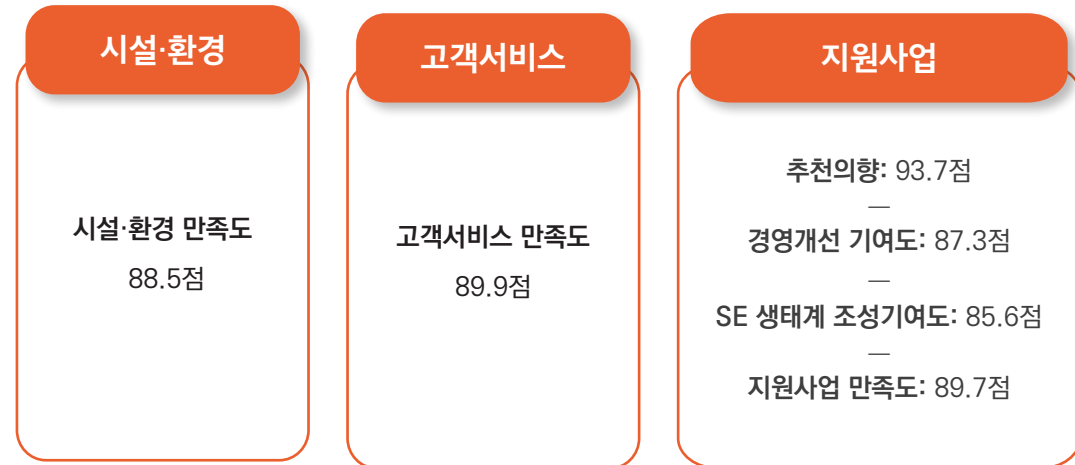 시설·환경
시설·환경 만족도
88.5점
고객서비스
고객서비스 만족도
89.9점
지원사업
추천의향: 93.7점
—
경영개선 기여도: 87.3점
—
SE 생태계 조성기여도: 85.6점
—
지원사업 만족도: 89.7점